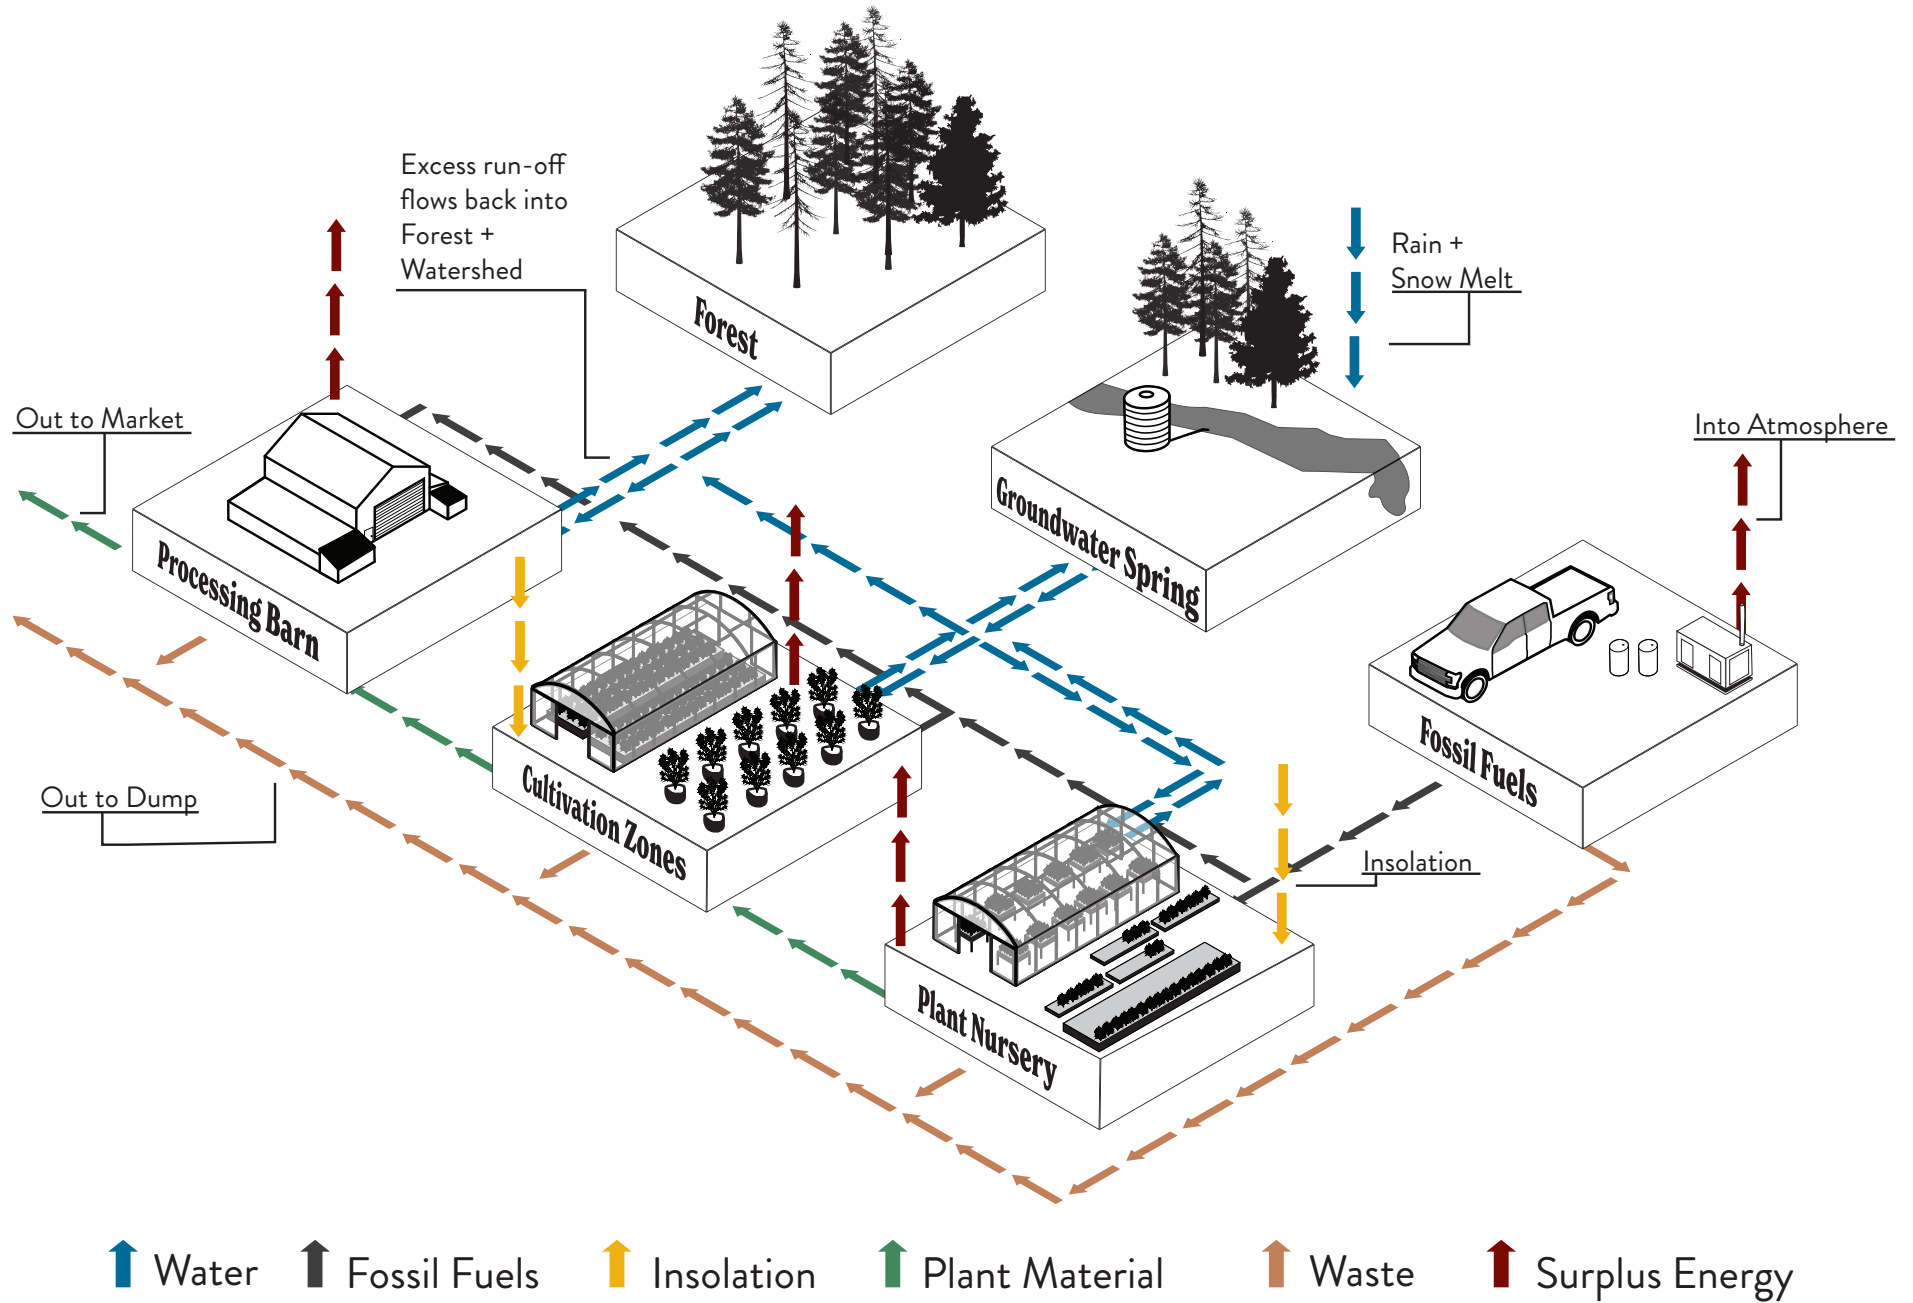 Excess run-off
flows back into
Forest +
Watershed
Forest
Rain +
Snow Melt
Out to Market
Into Atmosphere
Groundwater Spring
Processing Barn
Fossil Fuels
Out to Dump
Cultivation Zones
Insolation
Plant Nursery
Water
Fossil Fuels
Insolation
Plant Material
Waste
Surplus Energy